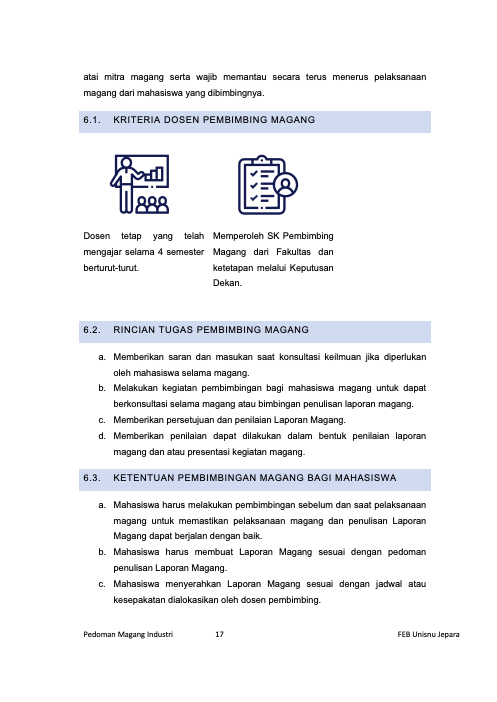 atai mitra magang serta wajib memantau secara terus menerus pelaksanaan
magang dari mahasiswa yang dibimbingnya.
6.1. KRITERIA DOSEN PEMBIMBING MAGANG
Dosen tetap yang telah
mengajar selama 4 semester
berturut-turut.
Memperoleh SK Pembimbing
Magang dari Fakultas dan
ketetapan melalui Keputusan
Dekan.
6.2. RINCIAN TUGAS PEMBIMBING MAGANG
a. Memberikan saran dan masukan saat konsultasi keilmuan jika diperlukan
oleh mahasiswa selama magang.
b. Melakukan kegiatan pembimbingan bagi mahasiswa magang untuk dapat
berkonsultasi selama magang atau bimbingan penulisan laporan magang.
c. Memberikan persetujuan dan penilaian Laporan Magang.
d. Memberikan penilaian dapat dilakukan dalam bentuk penilaian laporan
magang dan atau presentasi kegiatan magang.
6.3. KETENTUAN PEMBIMBINGAN MAGANG BAGI MAHASISWA
a. Mahasiswa harus melakukan pembimbingan sebelum dan saat pelaksanaan
magang untuk memastikan pelaksanaan magang dan penulisan Laporan
Magang dapat berjalan dengan baik.
b. Mahasiswa harus membuat Laporan Magang sesuai dengan pedoman
penulisan Laporan Magang.
c. Mahasiswa menyerahkan Laporan Magang sesuai dengan jadwal atau
kesepakatan dialokasikan oleh dosen pembimbing.
Pedoman Magang Industri 17 FEB Unisnu Jepara